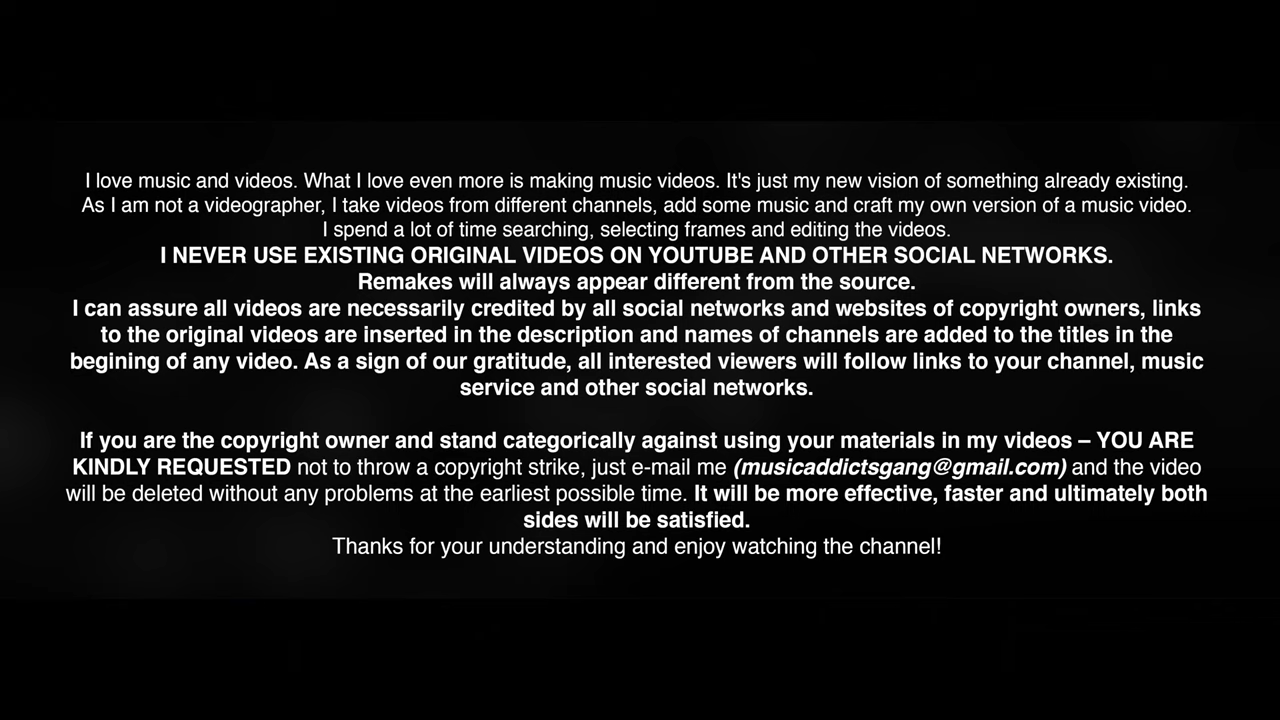 I love music and videos. What I love even more is making music videos. It's just my new vision of something already existing.
As I am not a videographer, I take videos from different channels, add some music and craft my own version of a music video.
I spend a lot of time searching, selecting frames and editing the videos.
I NEVER USE EXISTING ORIGINAL VIDEOS ON YOUTUBE AND OTHER SOCIAL NETWORKS.
Remakes will always appear different from the source.
I can assure all videos are necessarily credited by all social networks and websites of copyright owners, links
to the original videos are inserted in the description and names of channels are added to the titles in the
begining of any video. As a sign of our gratitude, all interested viewers will follow links to your channel, music
service and other social networks.
If you are the copyright owner and stand categorically against using your materials in my videos – YOU ARE
KINDLY REQUESTED not to throw a copyright strike, just e-mail me (musicaddictsgang@gmail.com) and the video
will be deleted without any problems at the earliest possible time. It will be more effective, faster and ultimately both
sides will be satisfied.
Thanks for your understanding and enjoy watching the channel!